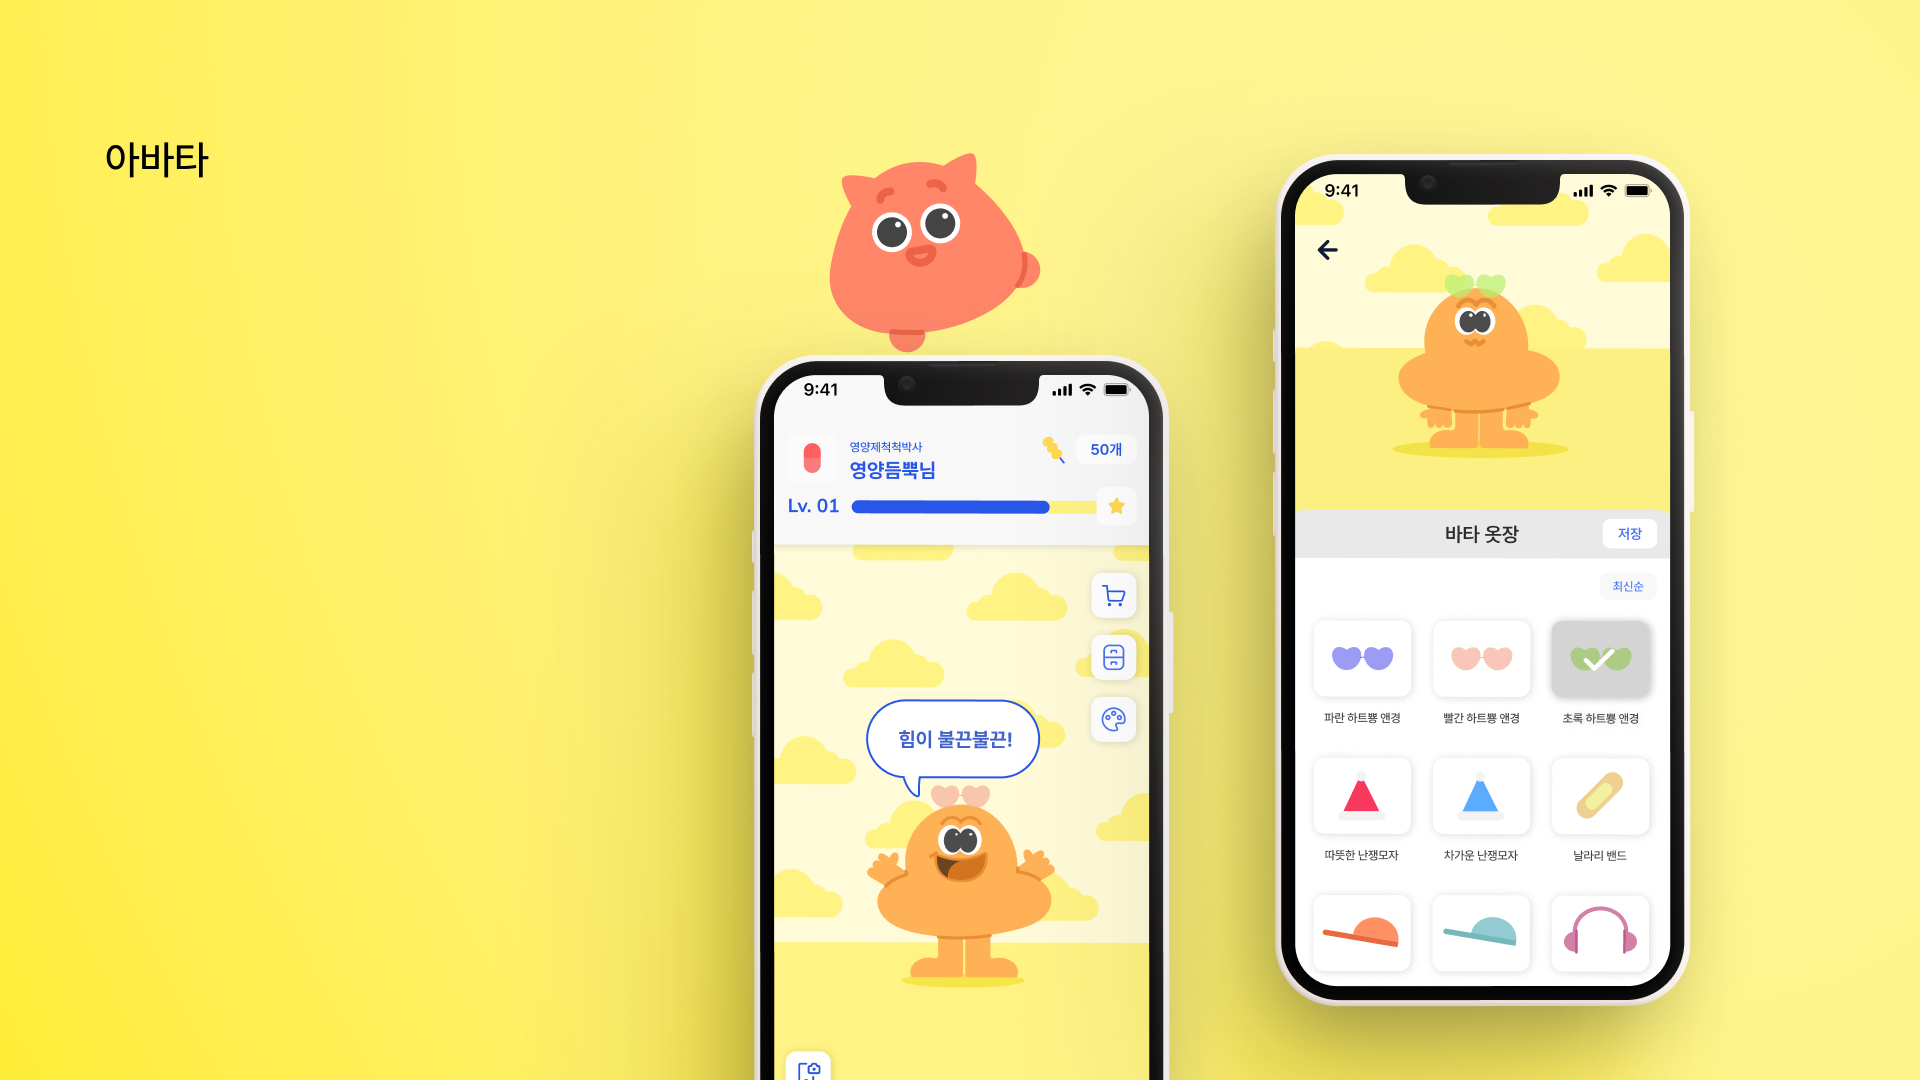 아바타
9:41
영양제척척박사
영양듬뿍님
50개
Lv. 01
힘이 불끈불끈!
9:41
바타 옷장
저장
최신순
파란 하트뿅 앤경
빨간 하트뿅 앤경
초록 하트뿅 앤경
따뜻한 난쟁모자
차가운 난쟁모자
날라리 밴드